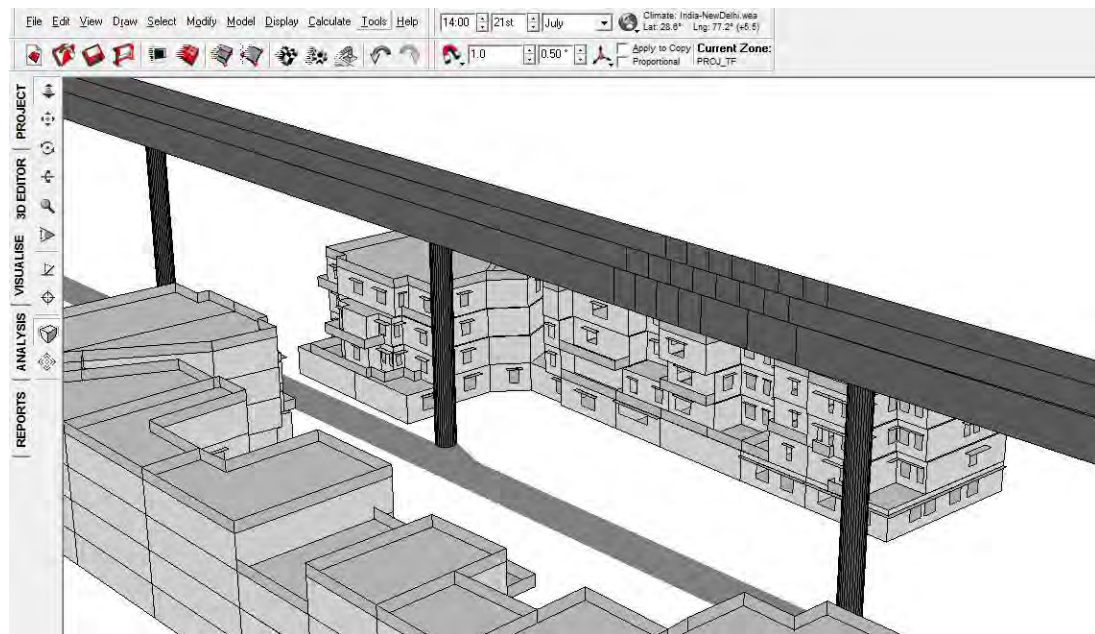 File Edit View Draw Select Modify Model Display Calculate Tools Help
14:00 21st July
Climate: India-NewDelhi.wea
Lat: 28.6° Lng: 77.2° (+5.5)
1.0 0.50 °
Apply to Copy
Proportional
Current Zone:
PROJ_TF
PROJECT
3D EDITOR
VISUALISE
ANALYSIS
REPORTS